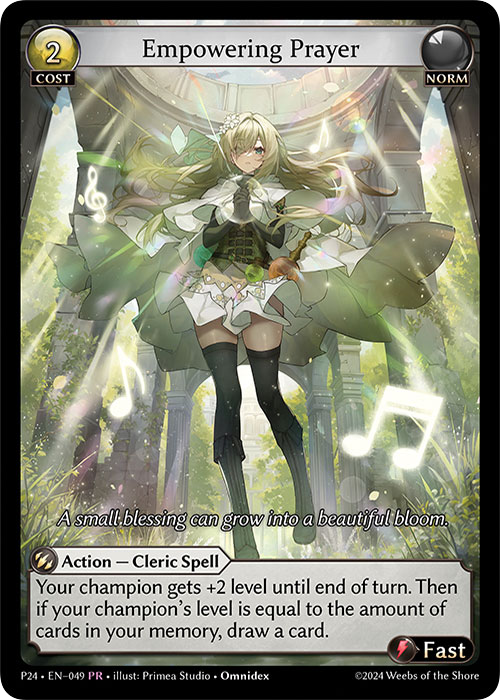 2
COST
Empowering Prayer
NORM
A small blessing can grow into a beautiful bloom.
Action — Cleric Spell
Your champion gets +2 level until end of turn. Then
if your champion's level is equal to the amount of
cards in your memory, draw a card.
Fast
P24 • EN–049 PR • illust: Primea Studio • Omnidex
©2024 Weebs of the Shore